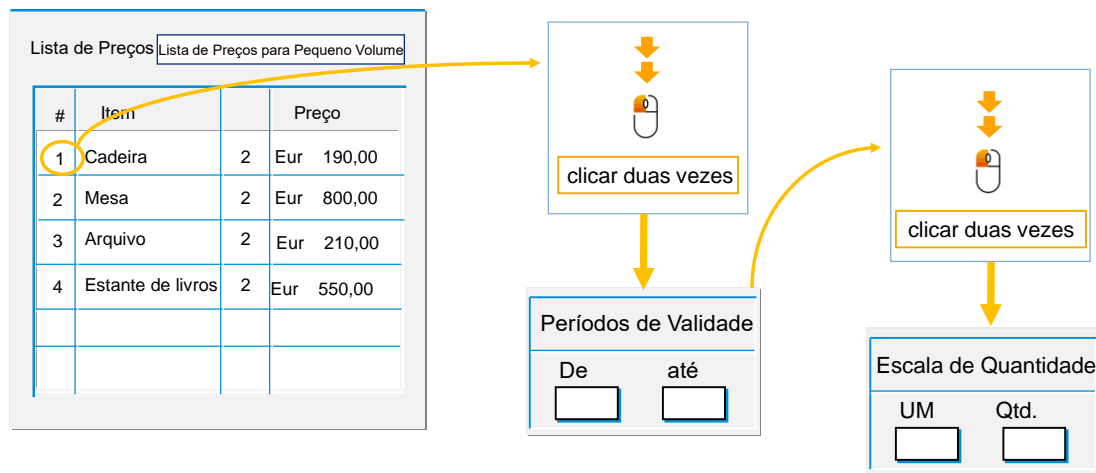 Lista de Preços Lista de Preços para Pequeno Volume
# Item Preço
1 Cadeira 2 Eur 190,00
2 Mesa 2 Eur 800,00
3 Arquivo 2 Eur 210,00
4 Estante de livros 2 Eur 550,00
clicar duas vezes
Períodos de Validade
De até
clicar duas vezes
Escala de Quantidade
UM Qtd.